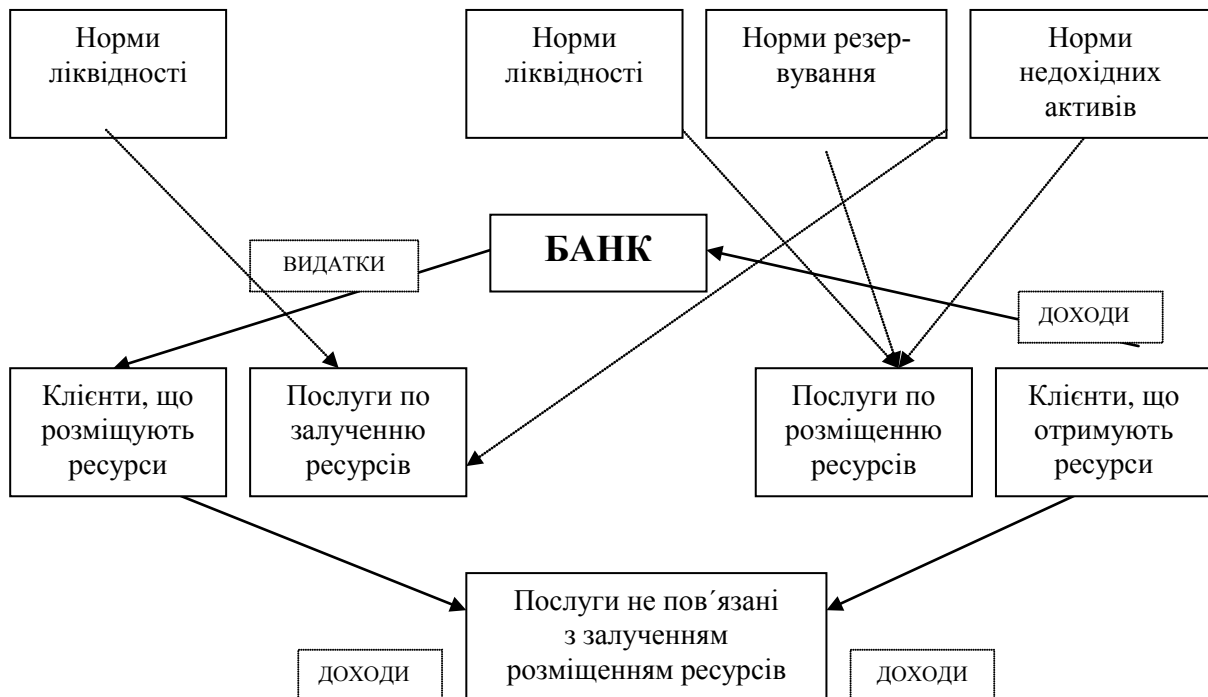 Норми
ліквідності
Норми
ліквідності
Норми резер-
вування
Норми
недохідних
активів
БАНК
ВИДАТКИ
ДОХОДИ
Клієнти, що
розміщують
ресурси
Послуги по
залученню
ресурсів
Послуги по
розміщенню
ресурсів
Клієнти, що
отримують
ресурси
Послуги не пов´язані
з залученням
розміщенням ресурсів
ДОХОДИ
ДОХОДИ